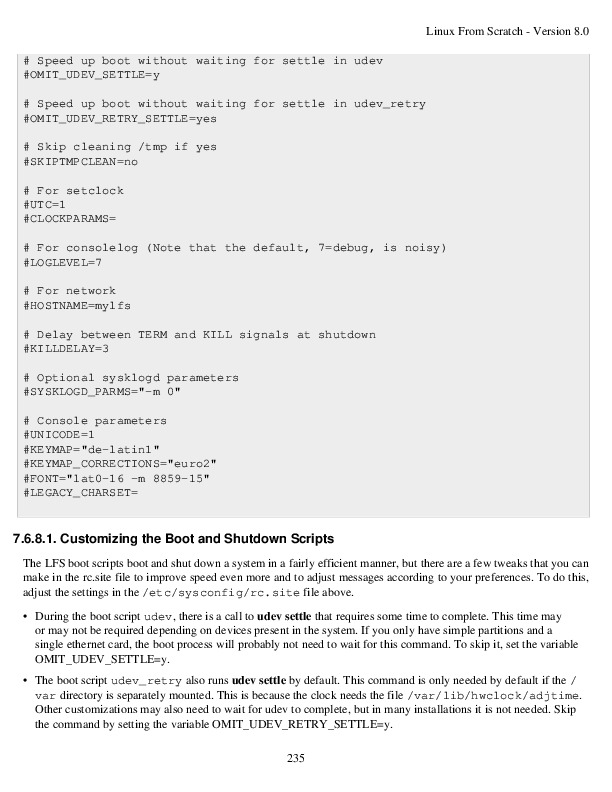 Linux From Scratch - Version 8.0
# Speed up boot without waiting for settle in udev
#OMIT_UDEV_SETTLE=y
# Speed up boot without waiting for settle in udev_retry
#OMIT_UDEV_RETRY_SETTLE=yes
# Skip cleaning /tmp if yes
#SKIPTMPCLEAN=no
# For setclock
#UTC=1
#CLOCKPARAMS=
# For consolelog (Note that the default, 7=debug, is noisy)
#LOGLEVEL=7
# For network
#HOSTNAME=mylfs
# Delay between TERM and KILL signals at shutdown
#KILLDELAY=3
# Optional sysklogd parameters
#SYSKLOGD_PARMS="-m 0"
# Console parameters
#UNICODE=1
#KEYMAP="de-latin1"
#KEYMAP_CORRECTIONS="euro2"
#FONT="lat0-16 -m 8859-15"
#LEGACY_CHARSET=
7.6.8.1. Customizing the Boot and Shutdown Scripts
The LFS boot scripts boot and shut down a system in a fairly efficient manner, but there are a few tweaks that you can
make in the rc.site file to improve speed even more and to adjust messages according to your preferences. To do this,
adjust the settings in the /etc/sysconfig/rc.site file above.
• During the boot script udev, there is a call to udev settle that requires some time to complete. This time may
or may not be required depending on devices present in the system. If you only have simple partitions and a
single ethernet card, the boot process will probably not need to wait for this command. To skip it, set the variable
OMIT_UDEV_SETTLE=y.
• The boot script udev_retry also runs udev settle by default. This command is only needed by default if the /
var directory is separately mounted. This is because the clock needs the file /var/lib/hwclock/adjtime.
Other customizations may also need to wait for udev to complete, but in many installations it is not needed. Skip
the command by setting the variable OMIT_UDEV_RETRY_SETTLE=y.
235